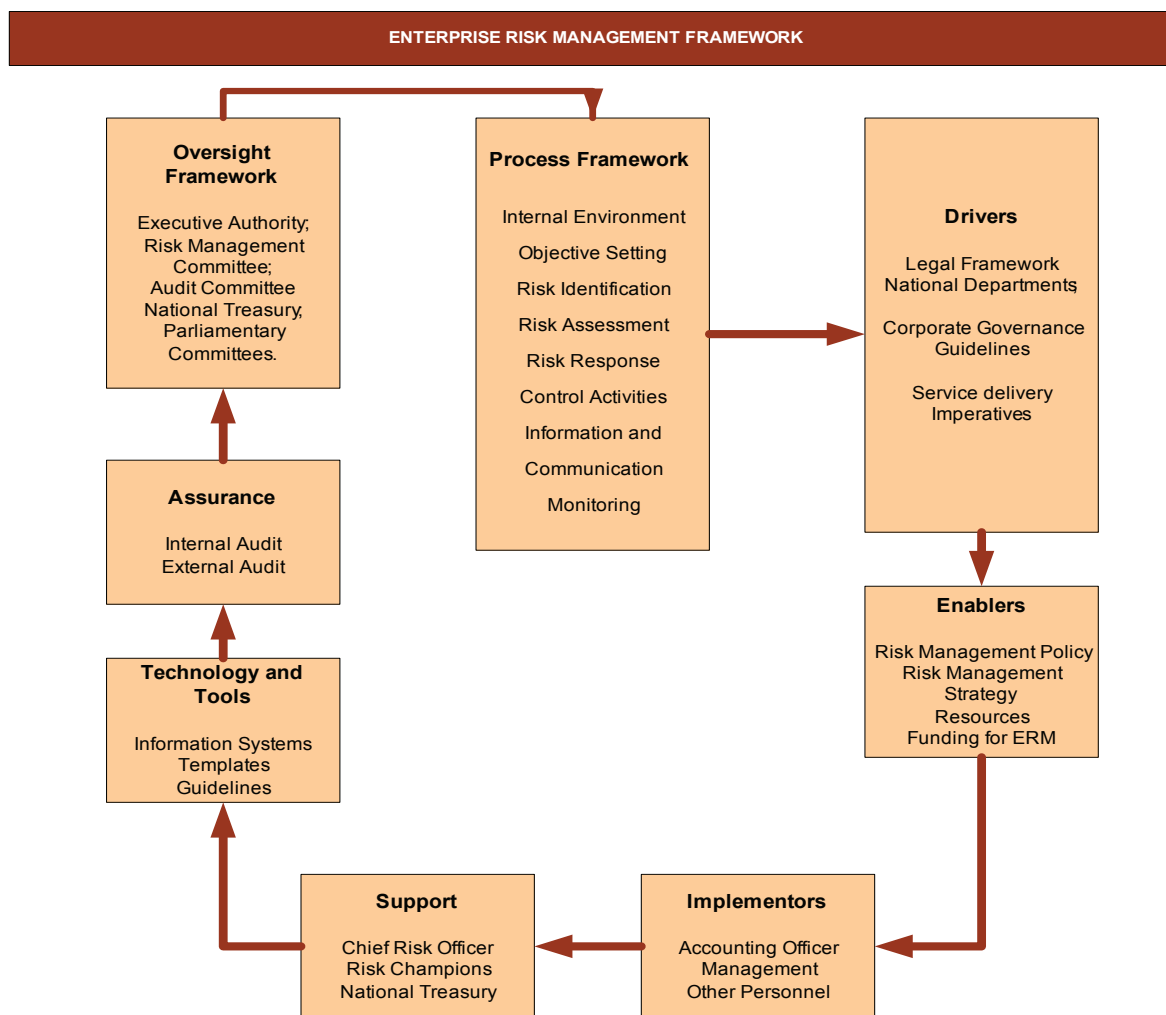 ENTERPRISE RISK MANAGEMENT FRAMEWORK
Oversight
Framework
Executive Authority;
Risk Management
Committee;
Audit Committee
National Treasury;
Parliamentary
Committees.
Process Framework
Internal Environment
Objective Setting
Risk Identification
Risk Assessment
Risk Response
Control Activities
Information and
Communication
Monitoring
Drivers
Legal Framework
National Departments;
Corporate Governance
Guidelines
Service delivery
Imperatives
Enablers
Risk Management Policy
Risk Management
Strategy
Resources
Funding for ERM
Implementors
Accounting Officer
Management
Other Personnel
Support
Chief Risk Officer
Risk Champions
National Treasury
Technology and
Tools
Information Systems
Templates
Guidelines
Assurance
Internal Audit
External Audit